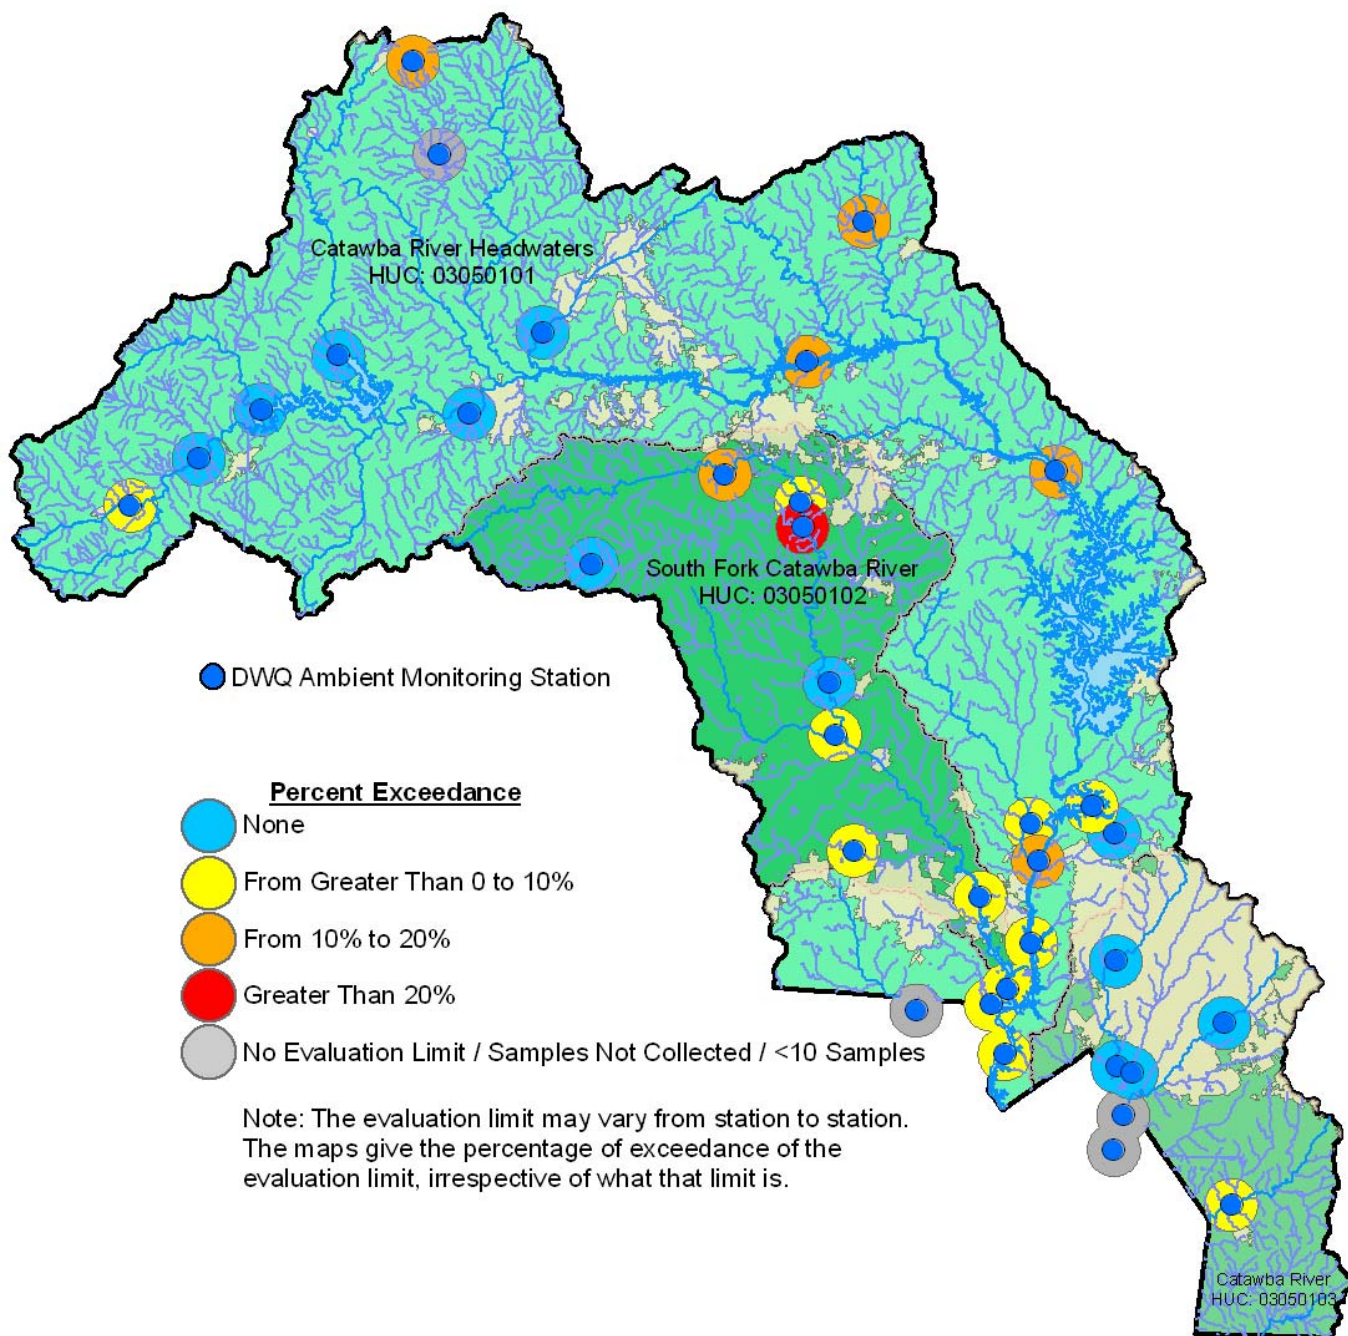 Catawba River Headwaters
HUC: 03050101
South Fork Catawba River
HUC: 03050102
DWQ Ambient Monitoring Station
Percent Exceedance
None
From Greater Than 0 to 10%
From 10% to 20%
Greater Than 20%
No Evaluation Limit / Samples Not Collected / <10 Samples
Note: The evaluation limit may vary from station to station.
The maps give the percentage of exceedance of the
evaluation limit, irrespective of what that limit is.
Catawba River
HUC: 03050103